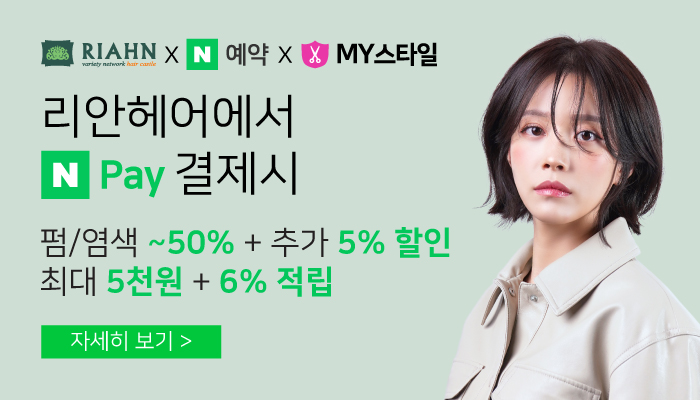 RIAHN X N 예약 X MY스타일
variety network hair castle
리안헤어에서
N Pay 결제시
펌/염색 ~50% + 추가 5% 할인
최대 5천원 + 6% 적립
자세히 보기 >